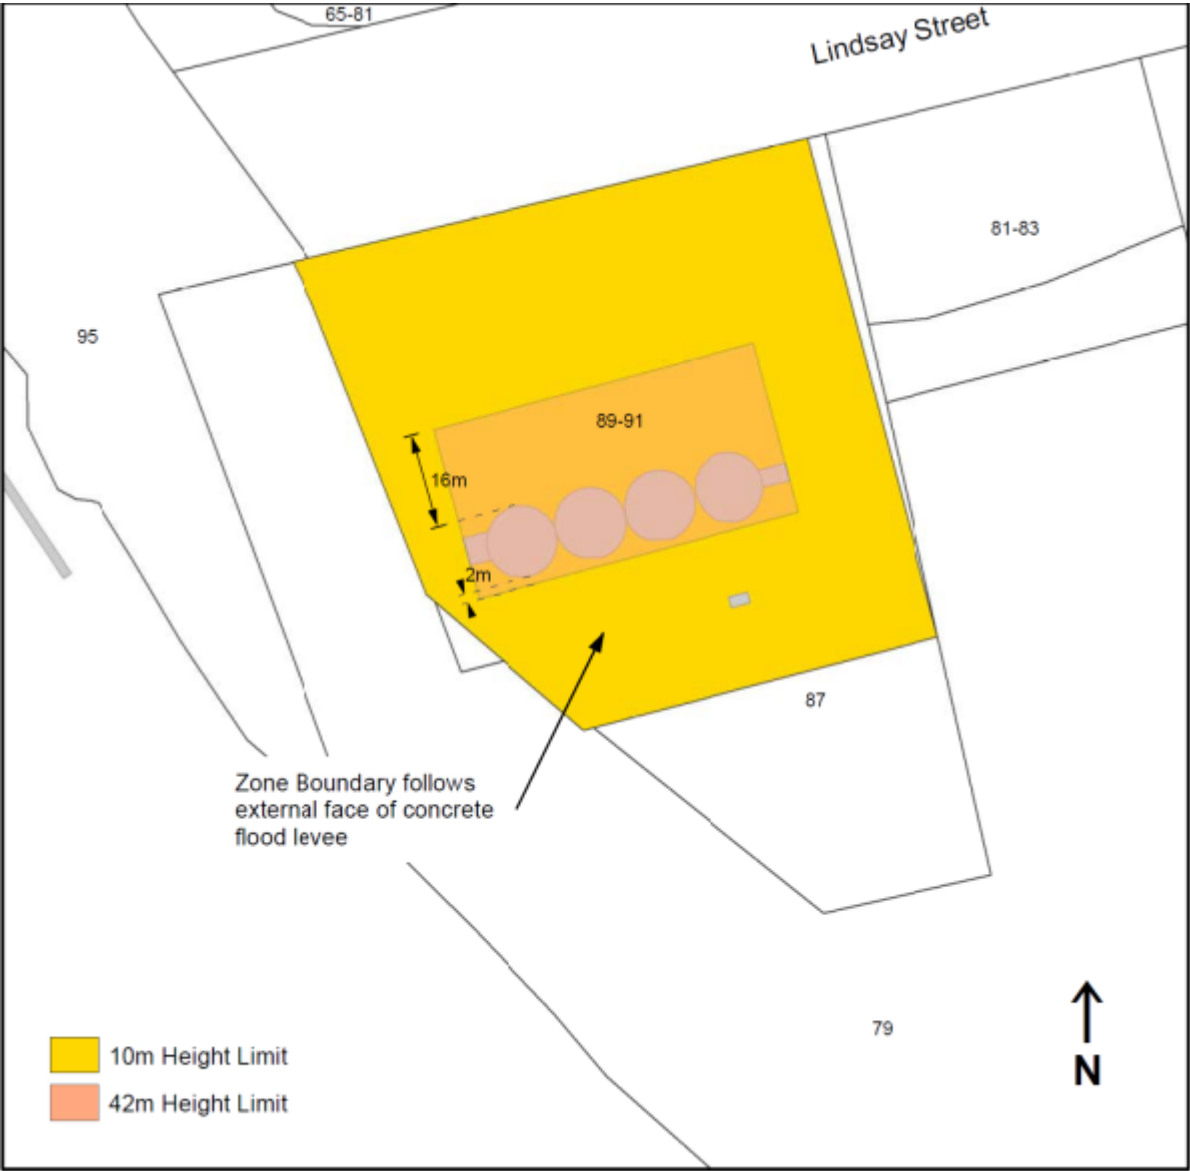 65-81
Lindsay Street
81-83
95
89-91
16m
2m
87
Zone Boundary follows
external face of concrete
flood levee
79
10m Height Limit
42m Height Limit
N